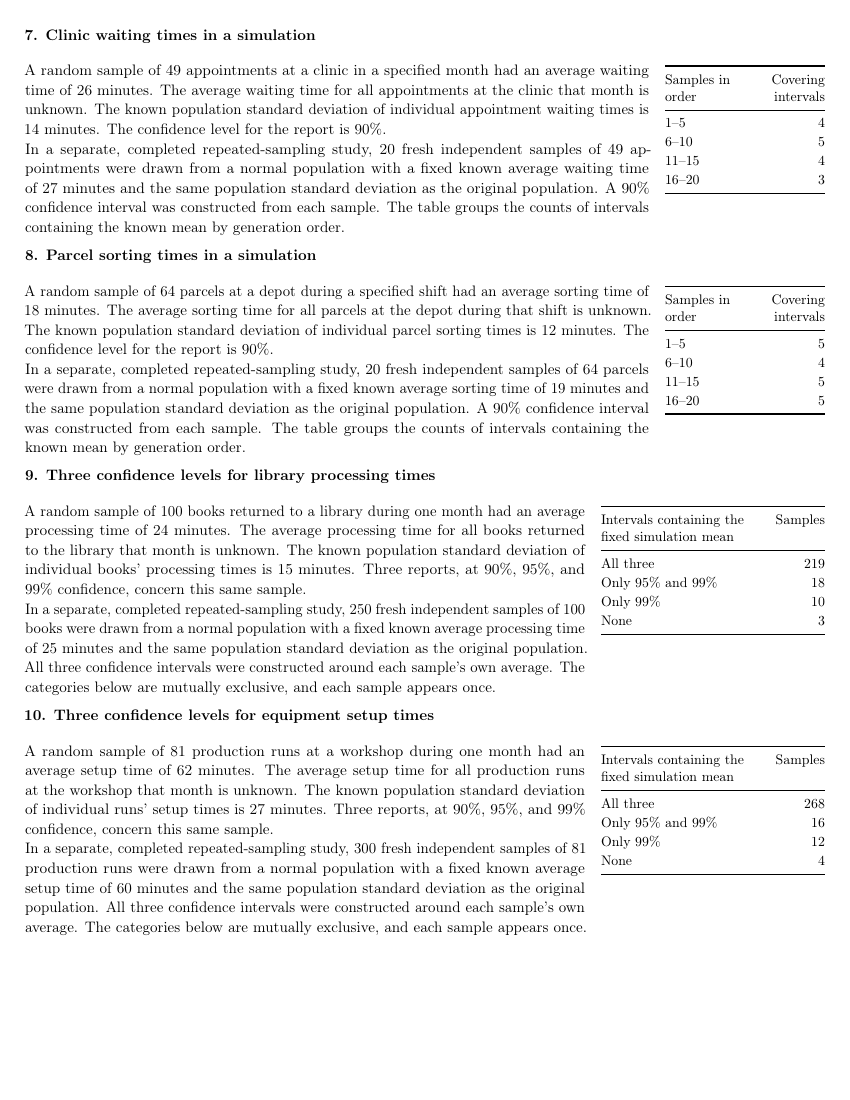 7. Clinic waiting times in a simulation
A random sample of 49 appointments at a clinic in a specified month had an average waiting
time of 26 minutes. The average waiting time for all appointments at the clinic that month is
unknown. The known population standard deviation of individual appointment waiting times is
14 minutes. The confidence level for the report is 90%.
In a separate, completed repeated-sampling study, 20 fresh independent samples of 49 ap-
pointments were drawn from a normal population with a fixed known average waiting time
of 27 minutes and the same population standard deviation as the original population. A 90%
confidence interval was constructed from each sample. The table groups the counts of intervals
containing the known mean by generation order.
Samples in Covering
order intervals
1–5 4
6–10 5
11–15 4
16–20 3
8. Parcel sorting times in a simulation
A random sample of 64 parcels at a depot during a specified shift had an average sorting time of
18 minutes. The average sorting time for all parcels at the depot during that shift is unknown.
The known population standard deviation of individual parcel sorting times is 12 minutes. The
confidence level for the report is 90%.
In a separate, completed repeated-sampling study, 20 fresh independent samples of 64 parcels
were drawn from a normal population with a fixed known average sorting time of 19 minutes and
the same population standard deviation as the original population. A 90% confidence interval
was constructed from each sample. The table groups the counts of intervals containing the
known mean by generation order.
Samples in Covering
order intervals
1–5 5
6–10 4
11–15 5
16–20 5
9. Three confidence levels for library processing times
A random sample of 100 books returned to a library during one month had an average
processing time of 24 minutes. The average processing time for all books returned
to the library that month is unknown. The known population standard deviation of
individual books’ processing times is 15 minutes. Three reports, at 90%, 95%, and
99% confidence, concern this same sample.
In a separate, completed repeated-sampling study, 250 fresh independent samples of 100
books were drawn from a normal population with a fixed known average processing time
of 25 minutes and the same population standard deviation as the original population.
All three confidence intervals were constructed around each sample’s own average. The
categories below are mutually exclusive, and each sample appears once.
Intervals containing the Samples
fixed simulation mean
All three 219
Only 95% and 99% 18
Only 99% 10
None 3
10. Three confidence levels for equipment setup times
A random sample of 81 production runs at a workshop during one month had an
average setup time of 62 minutes. The average setup time for all production runs
at the workshop that month is unknown. The known population standard deviation
of individual runs’ setup times is 27 minutes. Three reports, at 90%, 95%, and 99%
confidence, concern this same sample.
In a separate, completed repeated-sampling study, 300 fresh independent samples of 81
production runs were drawn from a normal population with a fixed known average
setup time of 60 minutes and the same population standard deviation as the original
population. All three confidence intervals were constructed around each sample’s own
average. The categories below are mutually exclusive, and each sample appears once.
Intervals containing the Samples
fixed simulation mean
All three 268
Only 95% and 99% 16
Only 99% 12
None 4